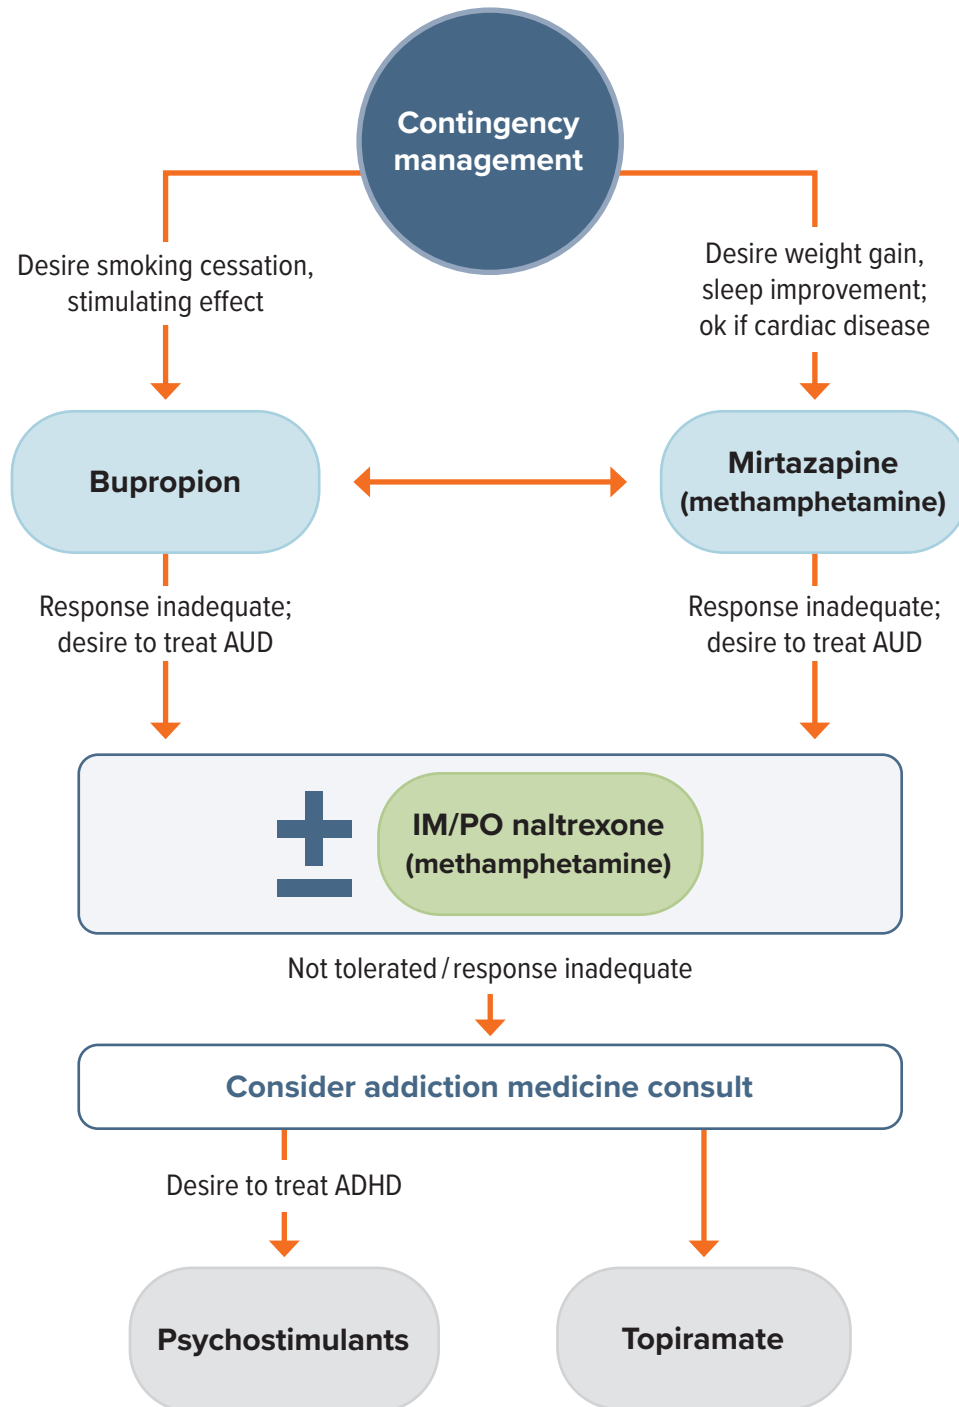 Contingency
management
Desire smoking cessation,
stimulating effect
Desire weight gain,
sleep improvement;
ok if cardiac disease
Bupropion
Mirtazapine
(methamphetamine)
Response inadequate;
desire to treat AUD
Response inadequate;
desire to treat AUD
±
IM/PO naltrexone
(methamphetamine)
Not tolerated/response inadequate
Consider addiction medicine consult
Desire to treat ADHD
Psychostimulants
Topiramate